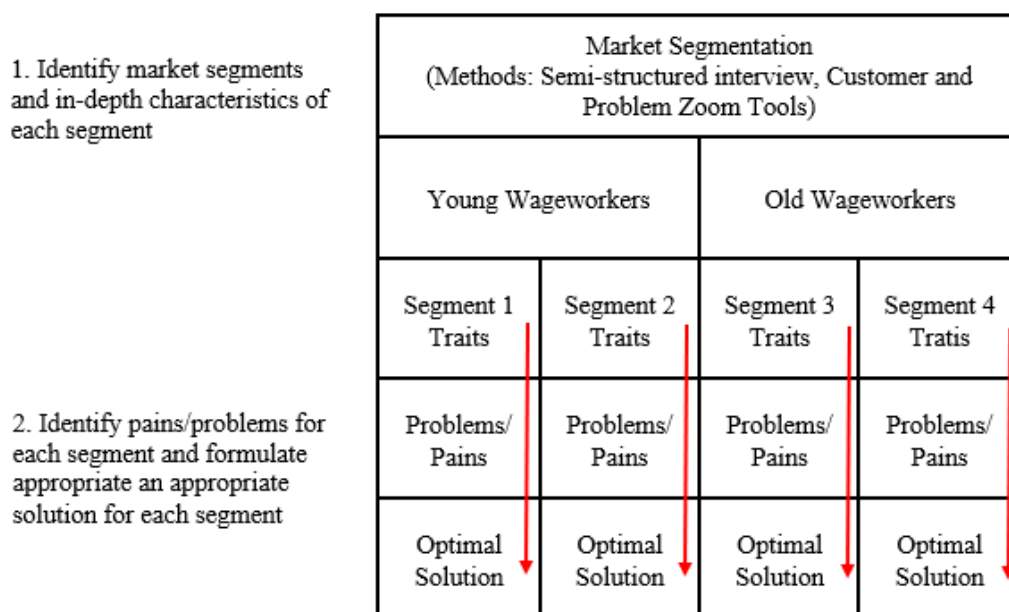 1. Identify market segments
and in-depth characteristics of
each segment
Market Segmentation
(Methods: Semi-structured interview, Customer and
Problem Zoom Tools)
Young Wageworkers
Old Wageworkers
Segment 1
Traits
Segment 2
Traits
Segment 3
Traits
Segment 4
Tratis
2. Identify pains/problems for
each segment and formulate
appropriate an appropriate
solution for each segment
Problems/
Pains
Problems/
Pains
Problems/
Pains
Problems/
Pains
Optimal
Solution
Optimal
Solution
Optimal
Solution
Optimal
Solution